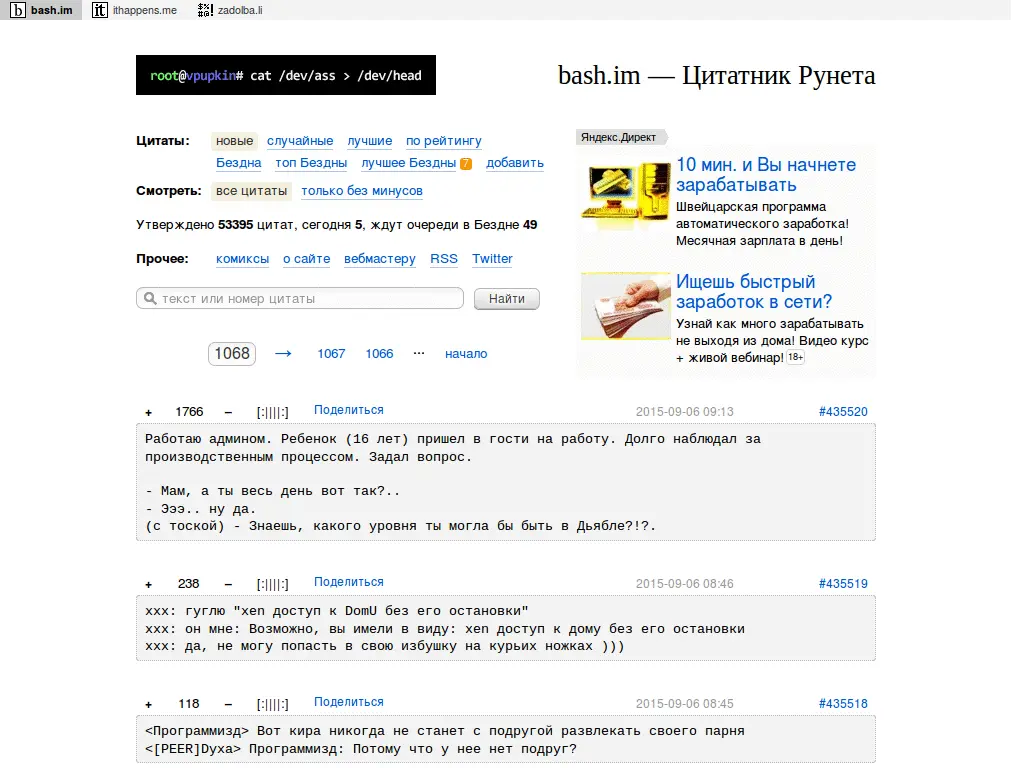 bash.im ithappens.me zadolba.li
root@vpupkin# cat /dev/ass > /dev/head
bash.im — Цитатник Рунета
Цитаты: новые случайные лучшие по рейтингу
Бездна топ Бездны лучшее Бездны 7 добавить
Смотреть: все цитаты только без минусов
Утверждено 53395 цитат, сегодня 5, ждут очереди в Бездне 49
Прочее: комиксы о сайте вебмастеру RSS Twitter
текст или номер цитаты Найти
1068 → 1067 1066 ... начало
Яндекс.Директ
10 мин. и Вы начнете
зарабатывать
Швейцарская программа
автоматического заработка!
Месячная зарплата в день!
Ищешь быстрый
заработок в сети?
Узнай как много зарабатывать
не выходя из дома! Видео курс
+ живой вебинар! 18+
+ 1766 – [:||||:] Поделиться 2015-09-06 09:13 #435520
Работаю админом. Ребенок (16 лет) пришел в гости на работу. Долго наблюдал за
производственным процессом. Задал вопрос.
- Мам, а ты весь день вот так?..
- Эээ.. ну да.
(с тоской) - Знаешь, какого уровня ты могла бы быть в Дьябле?!?.
+ 238 – [:||||:] Поделиться 2015-09-06 08:46 #435519
xxx: гуглю "xen доступ к DomU без его остановки"
xxx: он мне: Возможно, вы имели в виду: xen доступ к дому без его остановки
xxx: да, не могу попасть в свою избушку на курьих ножках )))
+ 118 – [:||||:] Поделиться 2015-09-06 08:45 #435518
<Программизд> Вот кира никогда не станет с подругой развлекать своего парня
<[PEER]Dyxa> Программизд: Потому что у нее нет подруг?